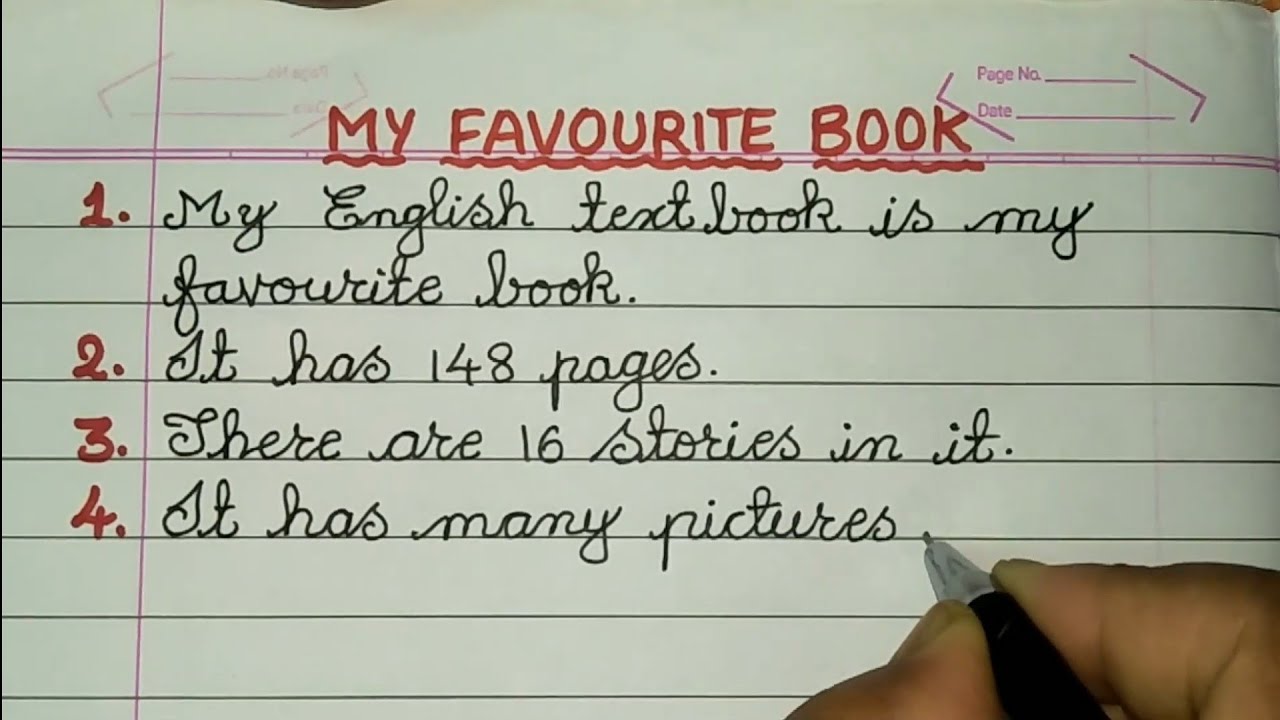 Page No.
Date
MY FAVOURITE BOOK
1. My English textbook is my
favourite book.
2. It has 148 pages.
3. There are 16 stories in it.
4. It has many pictures